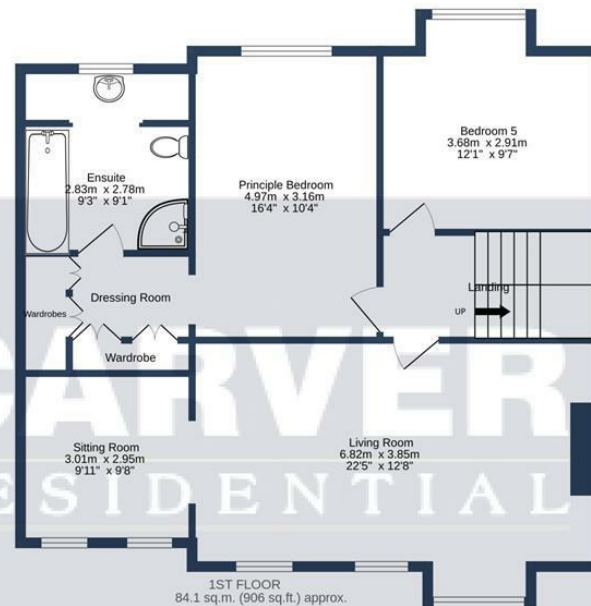 Bedroom 5
3.68m x 2.91m
12'1" x 9'7"
Ensuite
2.83m x 2.78m
9'3" x 9'1"
Principle Bedroom
4.97m x 3.16m
16'4" x 10'4"
Dressing Room
Landing
UP
Wardrobes
Wardrobe
CARVER
RESIDENTIAL
Sitting Room
3.01m x 2.95m
9'11" x 9'8"
Living Room
6.82m x 3.85m
22'5" x 12'8"
1ST FLOOR
84.1 sq.m. (906 sq.ft.) approx.